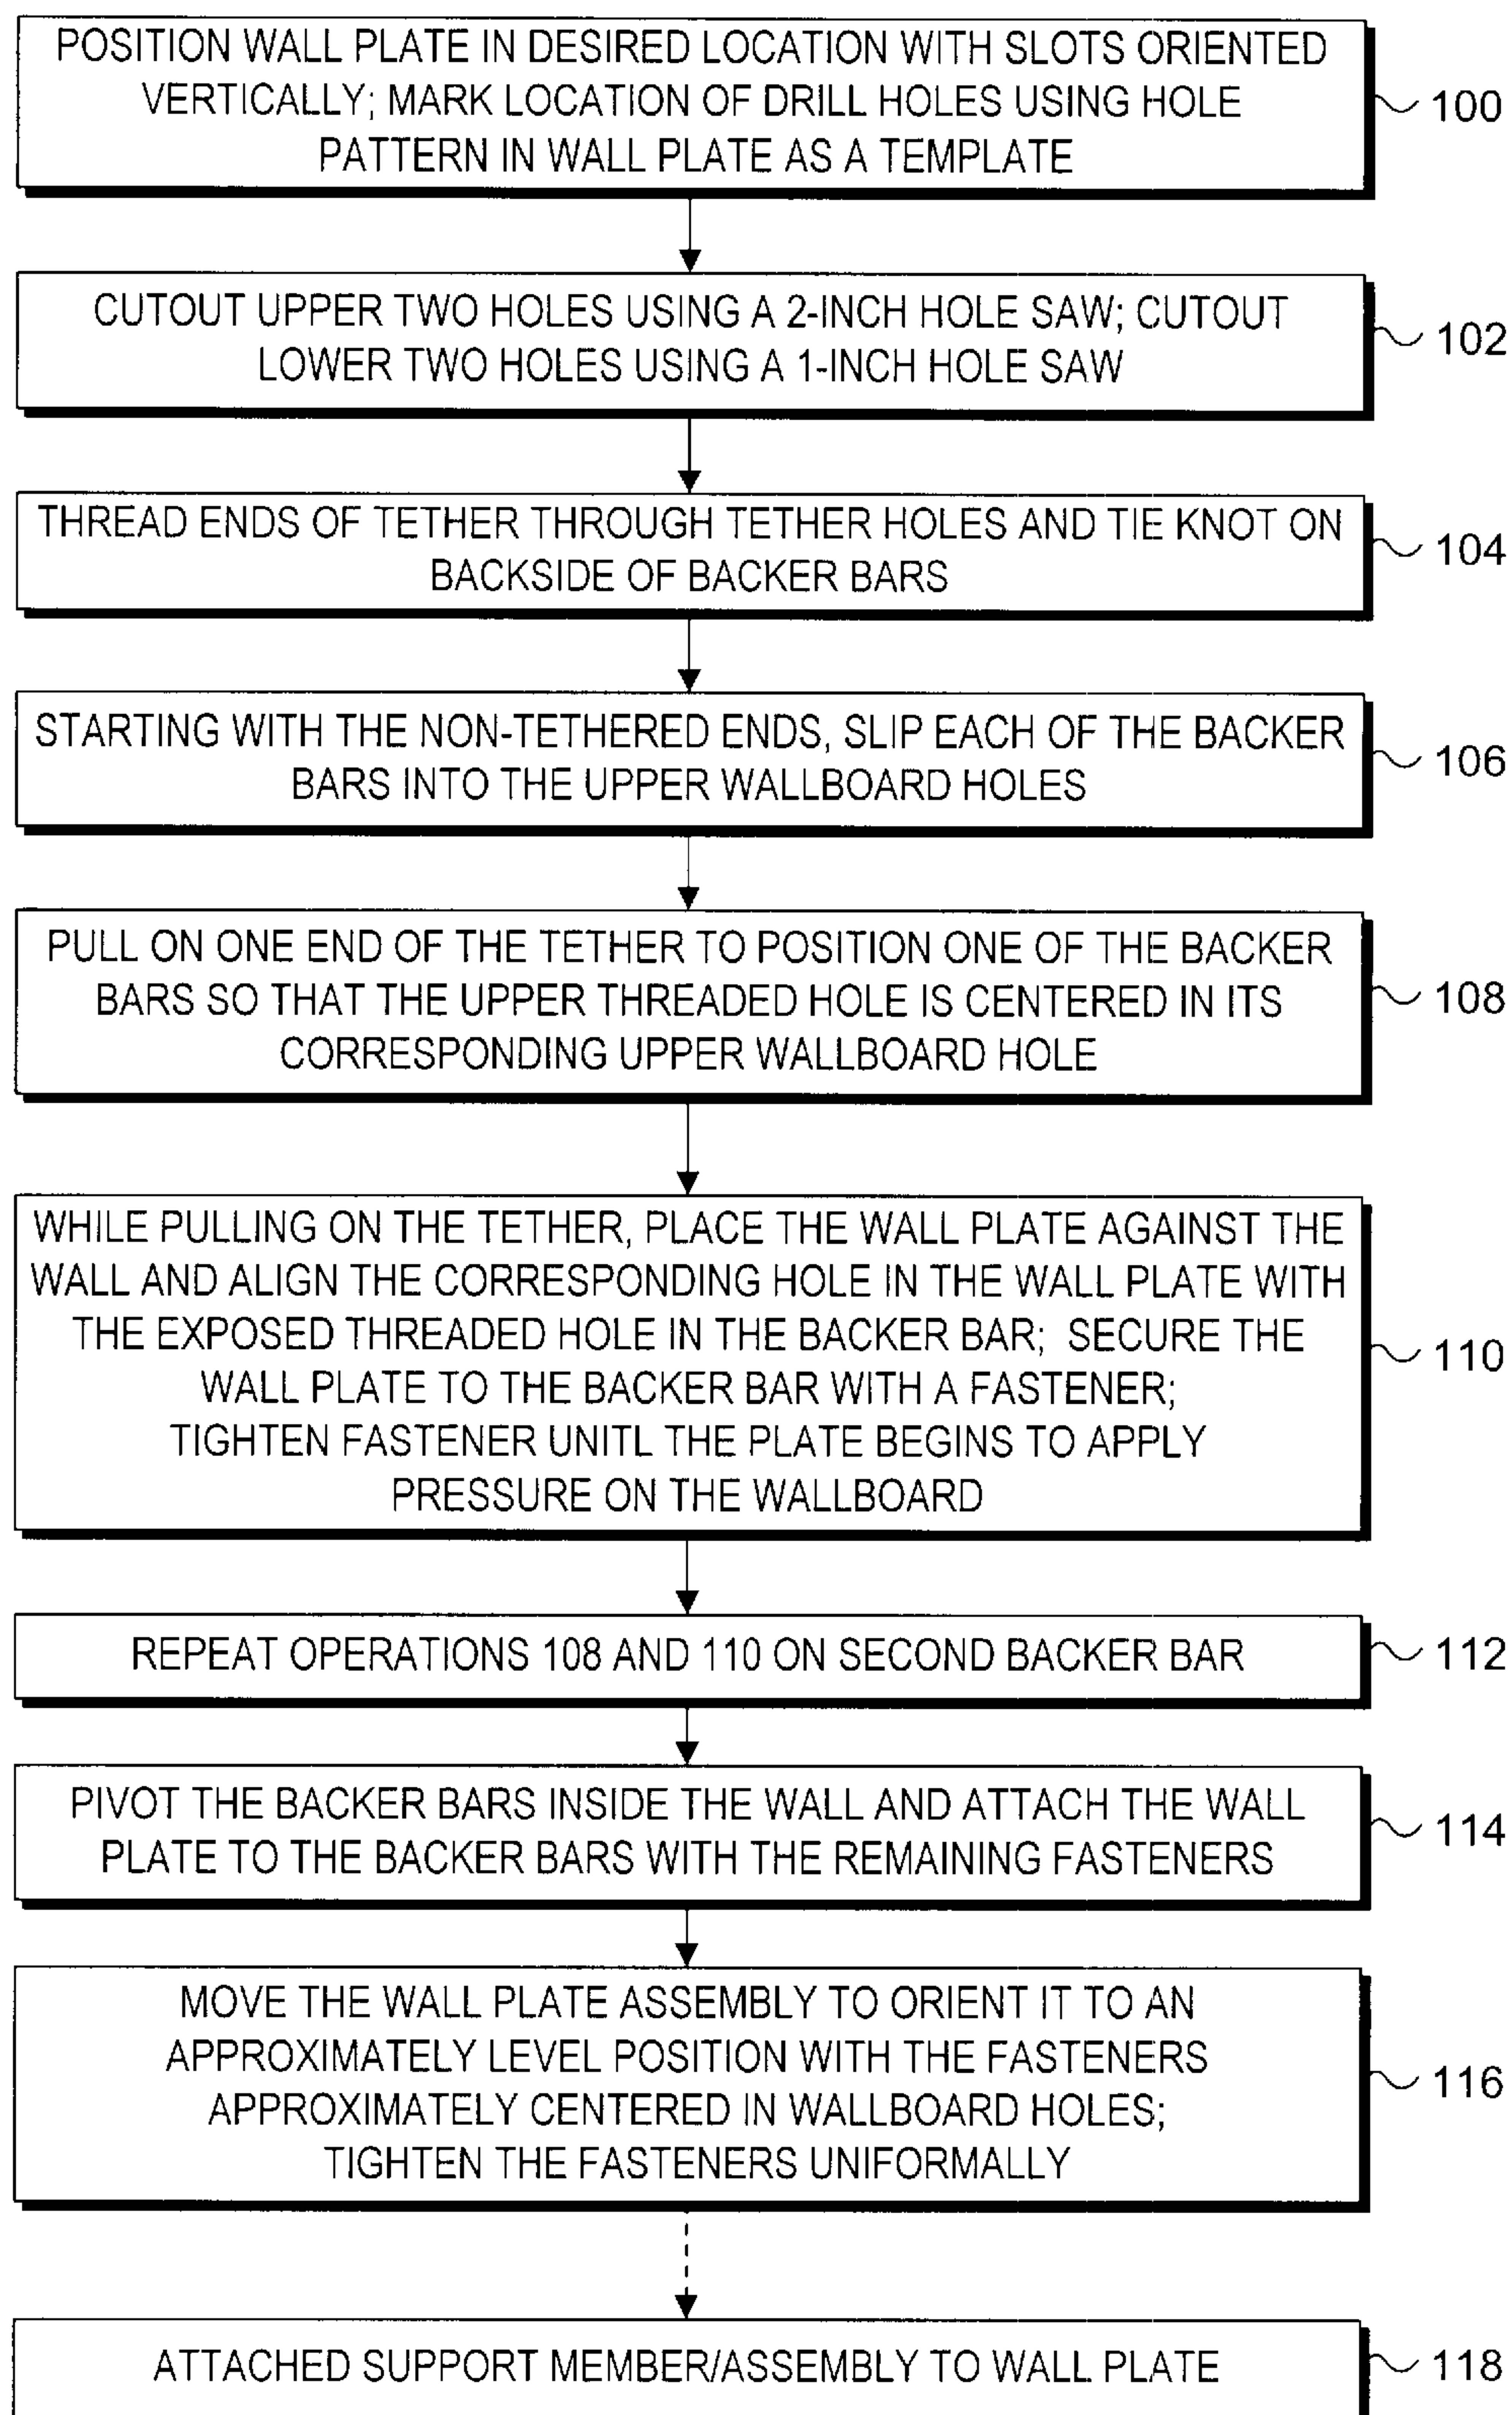 POSITION WALL PLATE IN DESIRED LOCATION WITH SLOTS ORIENTED
VERTICALLY; MARK LOCATION OF DRILL HOLES USING HOLE
PATTERN IN WALL PLATE AS A TEMPLATE
100
CUTOUT UPPER TWO HOLES USING A 2-INCH HOLE SAW; CUTOUT
LOWER TWO HOLES USING A 1-INCH HOLE SAW
102
THREAD ENDS OF TETHER THROUGH TETHER HOLES AND TIE KNOT ON
BACKSIDE OF BACKER BARS
104
STARTING WITH THE NON-TETHERED ENDS, SLIP EACH OF THE BACKER
BARS INTO THE UPPER WALLBOARD HOLES
106
PULL ON ONE END OF THE TETHER TO POSITION ONE OF THE BACKER
BARS SO THAT THE UPPER THREADED HOLE IS CENTERED IN ITS
CORRESPONDING UPPER WALLBOARD HOLE
108
WHILE PULLING ON THE TETHER, PLACE THE WALL PLATE AGAINST THE
WALL AND ALIGN THE CORRESPONDING HOLE IN THE WALL PLATE WITH
THE EXPOSED THREADED HOLE IN THE BACKER BAR; SECURE THE
WALL PLATE TO THE BACKER BAR WITH A FASTENER;
TIGHTEN FASTENER UNITL THE PLATE BEGINS TO APPLY
PRESSURE ON THE WALLBOARD
110
REPEAT OPERATIONS 108 AND 110 ON SECOND BACKER BAR
112
PIVOT THE BACKER BARS INSIDE THE WALL AND ATTACH THE WALL
PLATE TO THE BACKER BARS WITH THE REMAINING FASTENERS
114
MOVE THE WALL PLATE ASSEMBLY TO ORIENT IT TO AN
APPROXIMATELY LEVEL POSITION WITH THE FASTENERS
APPROXIMATELY CENTERED IN WALLBOARD HOLES;
TIGHTEN THE FASTENERS UNIFORMALLY
116
ATTACHED SUPPORT MEMBER/ASSEMBLY TO WALL PLATE
118